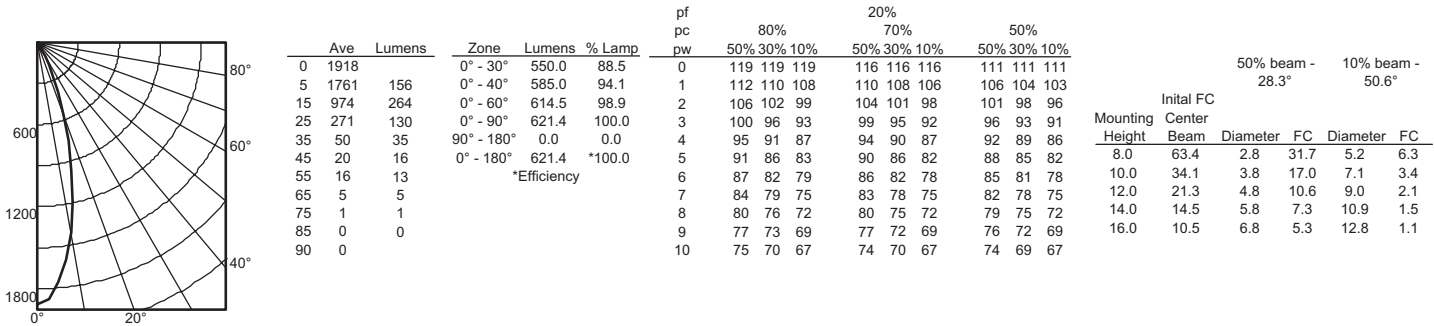 600
1200
1800
0°
20°
40°
60°
80°
Ave Lumens
0 1918
5 1761 156
15 974 264
25 271 130
35 50 35
45 20 16
55 16 13
65 5 5
75 1 1
85 0 0
90 0
Zone Lumens % Lamp
0° - 30° 550.0 88.5
0° - 40° 585.0 94.1
0° - 60° 614.5 98.9
0° - 90° 621.4 100.0
90° - 180° 0.0 0.0
0° - 180° 621.4 *100.0
*Efficiency
pf 20%
pc 80% 70% 50%
pw 50% 30% 10% 50% 30% 10% 50% 30% 10%
0 119 119 119 116 116 116 111 111 111
1 112 110 108 110 108 106 106 104 103
2 106 102 99 104 101 98 101 98 96
3 100 96 93 99 95 92 96 93 91
4 95 91 87 94 90 87 92 89 86
5 91 86 83 90 86 82 88 85 82
6 87 82 79 86 82 78 85 81 78
7 84 79 75 83 78 75 82 78 75
8 80 76 72 80 75 72 79 75 72
9 77 73 69 77 72 69 76 72 69
10 75 70 67 74 70 67 74 69 67
50% beam - 10% beam -
28.3° 50.6°
Inital FC
Mounting Center
Height Beam Diameter FC Diameter FC
8.0 63.4 2.8 31.7 5.2 6.3
10.0 34.1 3.8 17.0 7.1 3.4
12.0 21.3 4.8 10.6 9.0 2.1
14.0 14.5 5.8 7.3 10.9 1.5
16.0 10.5 6.8 5.3 12.8 1.1